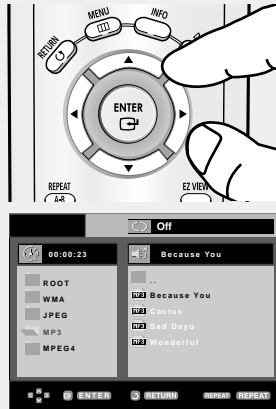 MENU
INFO
RETURN
ENTER
REPEAT
EZ VIEW
A-B
Off
00:00:23
Because You
ROOT
WMA
JPEG
MP3
MPEG4
..
MP3 Because You
MP3 Cactus
MP3 Sad Dayu
MP3 Wonderful
ENTER
RETURN
REPEAT
REPEAT